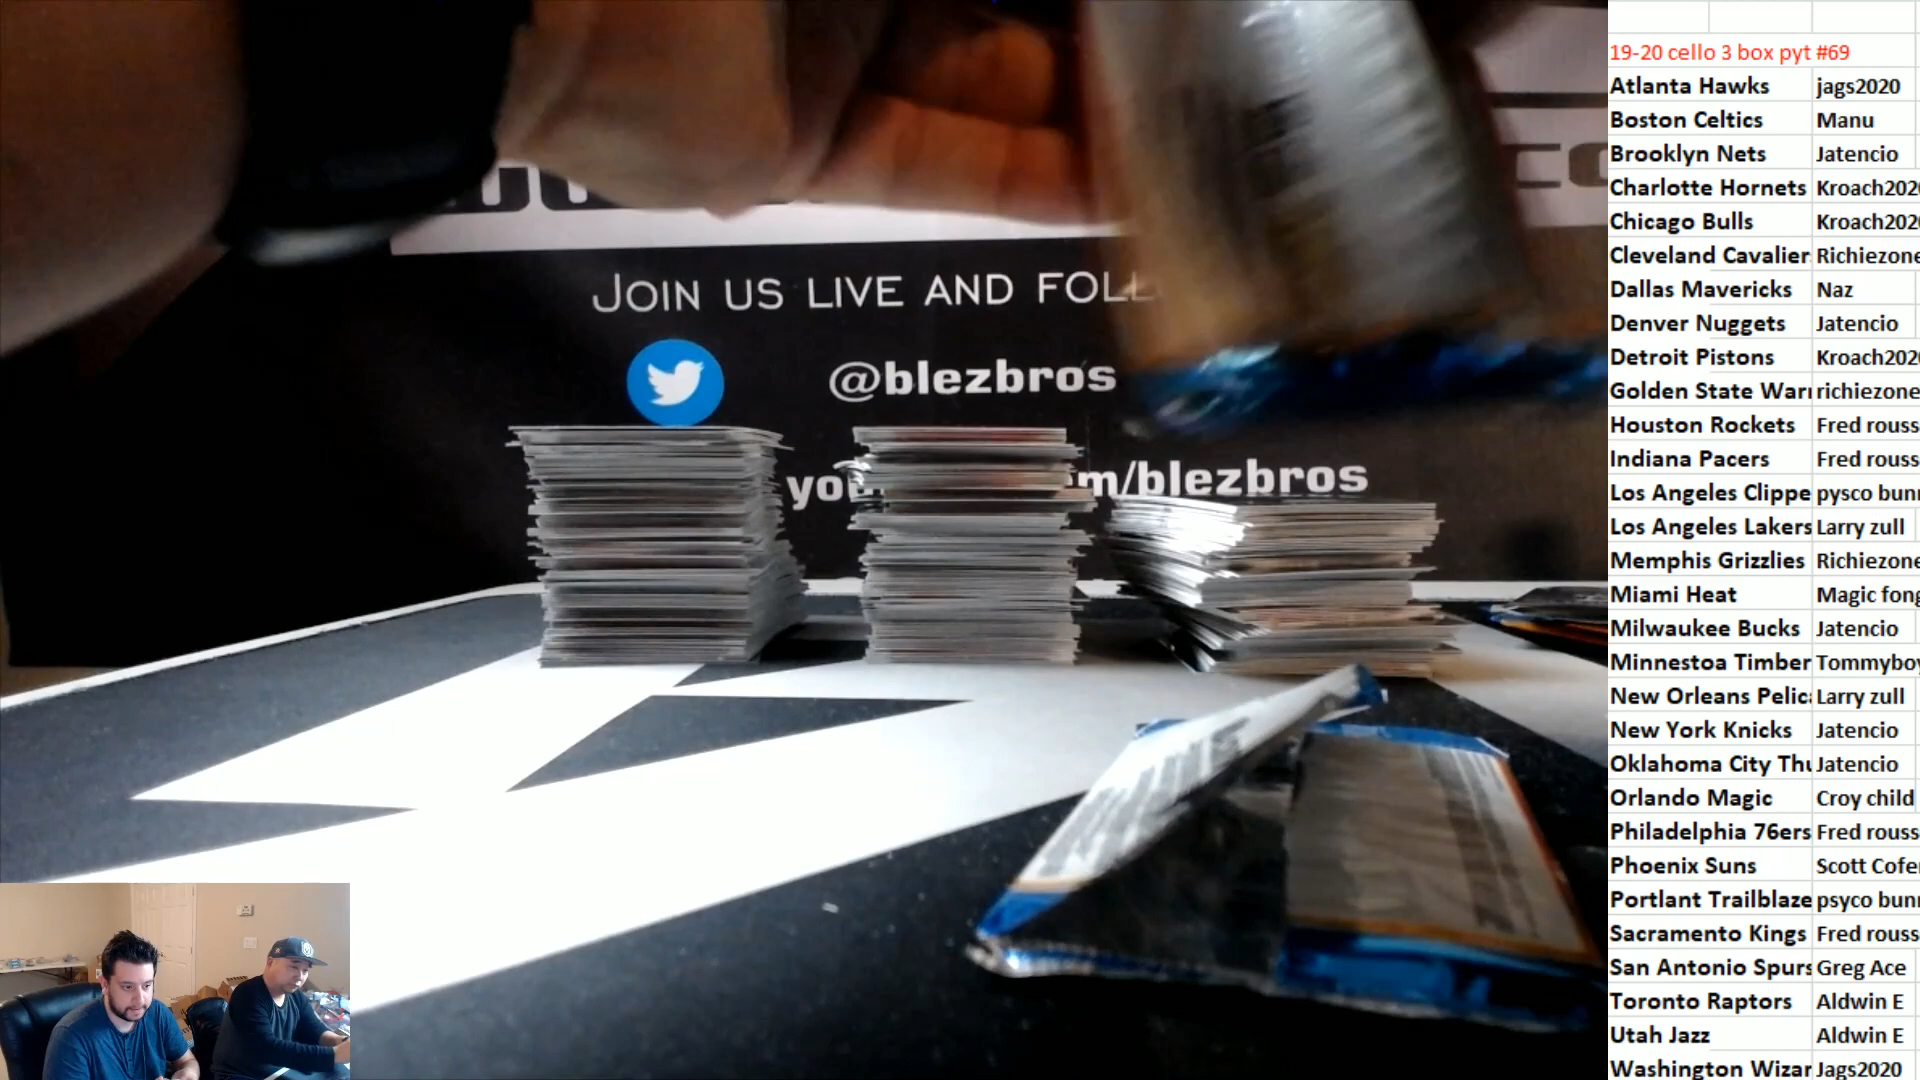 JOIN US LIVE AND FOLL
@blezbros
you m/blezbros
19-20 cello 3 box pyt #69
Atlanta Hawks jags2020
Boston Celtics Manu
Brooklyn Nets Jatencio
Charlotte Hornets Kroach202
Chicago Bulls Kroach202
Cleveland Cavalier Richiezone
Dallas Mavericks Naz
Denver Nuggets Jatencio
Detroit Pistons Kroach202
Golden State Warr richiezone
Houston Rockets Fred rouss
Indiana Pacers Fred rouss
Los Angeles Clippe pysco bun
Los Angeles Lakers Larry zull
Memphis Grizzlies Richiezone
Miami Heat Magic fong
Milwaukee Bucks Jatencio
Minnestoa Timber Tommyboy
New Orleans Pelica Larry zull
New York Knicks Jatencio
Oklahoma City Thu Jatencio
Orlando Magic Croy child
Philadelphia 76ers Fred rouss
Phoenix Suns Scott Cofe
Portlant Trailblaze psyco bun
Sacramento Kings Fred rouss
San Antonio Spurs Greg Ace
Toronto Raptors Aldwin E
Utah Jazz Aldwin E
Washington Wizar Jags2020